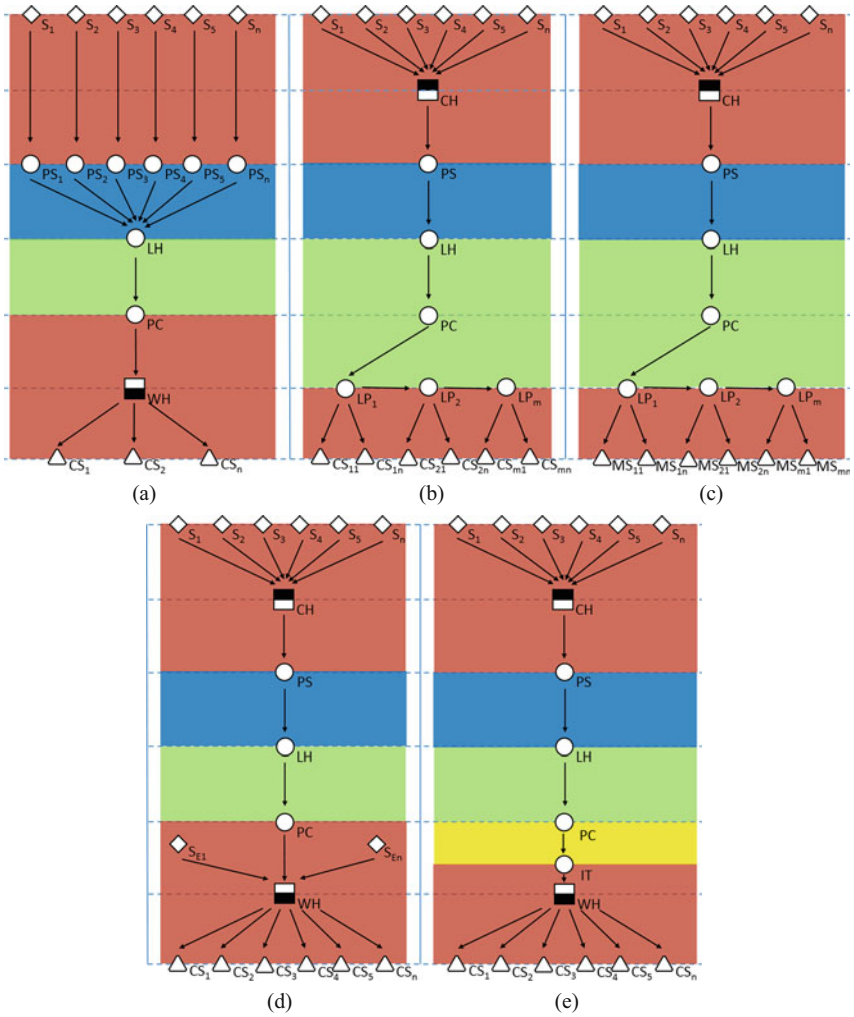 S₁ S₂ S₃ S₄ S₅ Sₙ
PS₁ PS₂ PS₃ PS₄ PS₅ PSₙ
LH
PC
WH
CS₁ CS₂ CSₙ
(a)
S₁ S₂ S₃ S₄ S₅ Sₙ
CH
PS
LH
PC
LP₁ LP₂ LPₘ
CS₁₁ CS₁ₙ CS₂₁ CS₂ₙ CSₘ₁ CSₘₙ
(b)
S₁ S₂ S₃ S₄ S₅ Sₙ
CH
PS
LH
PC
LP₁ LP₂ LPₘ
MS₁₁ MS₁ₙ MS₂₁ MS₂ₙ MSₘ₁ MSₘₙ
(c)
S₁ S₂ S₃ S₄ S₅ Sₙ
CH
PS
LH
PC
S_E1 S_En
WH
CS₁ CS₂ CS₃ CS₄ CS₅ CSₙ
(d)
S₁ S₂ S₃ S₄ S₅ Sₙ
CH
PS
LH
PC
IT
WH
CS₁ CS₂ CS₃ CS₄ CS₅ CSₙ
(e)